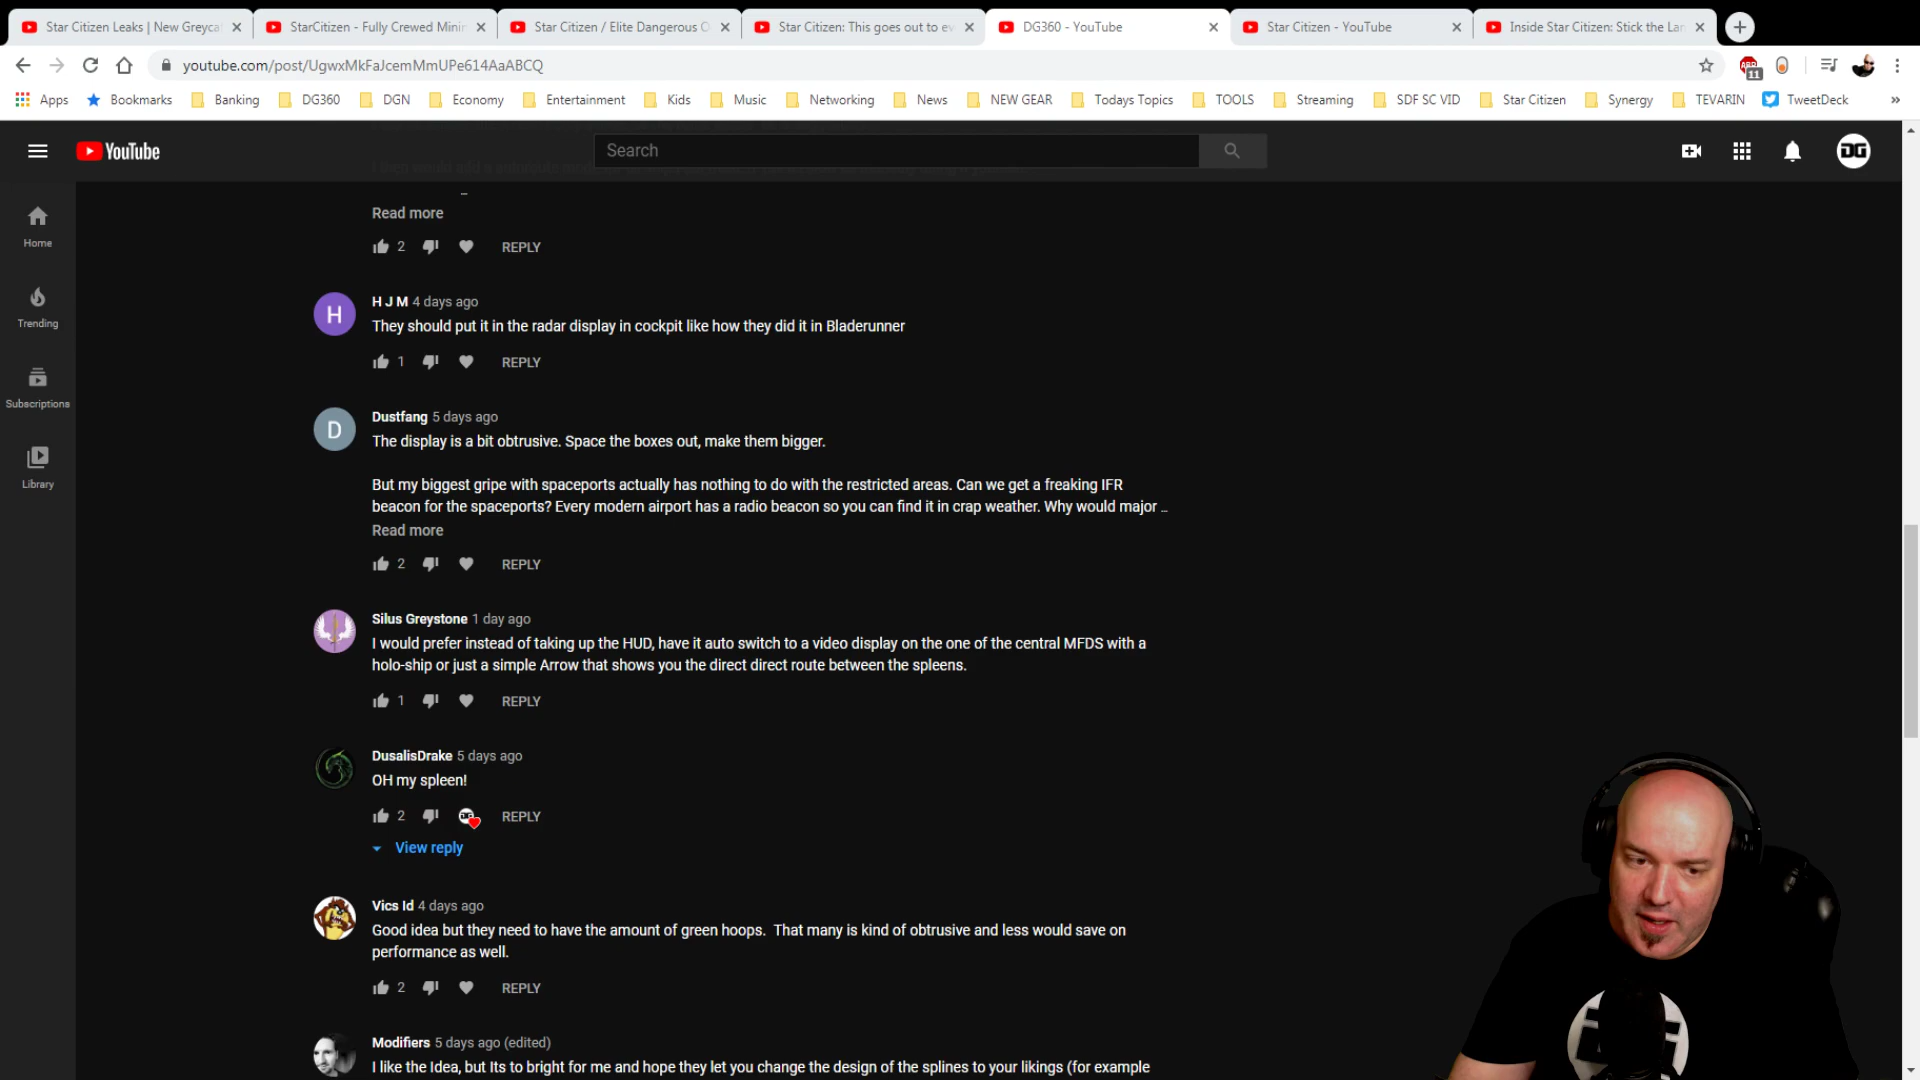 Star Citizen Leaks | New Greyca
StarCitizen - Fully Crewed Minin
Star Citizen / Elite Dangerous O
Star Citizen: This goes out to ev
DG360 - YouTube
Star Citizen - YouTube
Inside Star Citizen: Stick the Lan
youtube.com/post/UgwxMkFaJcemMmUPe614AaABCQ
11
Apps
Bookmarks
Banking
DG360
DGN
Economy
Entertainment
Kids
Music
Networking
News
NEW GEAR
Todays Topics
TOOLS
Streaming
SDF SC VID
Star Citizen
Synergy
TEVARIN
TweetDeck
»
YouTube
Search
DG
Home
Trending
Subscriptions
Library
...
Read more
2 REPLY
H
H J M 4 days ago
They should put it in the radar display in cockpit like how they did it in Bladerunner
1 REPLY
D
Dustfang 5 days ago
The display is a bit obtrusive. Space the boxes out, make them bigger.
But my biggest gripe with spaceports actually has nothing to do with the restricted areas. Can we get a freaking IFR
beacon for the spaceports? Every modern airport has a radio beacon so you can find it in crap weather. Why would major ...
Read more
2 REPLY
Silus Greystone 1 day ago
I would prefer instead of taking up the HUD, have it auto switch to a video display on the one of the central MFDS with a
holo-ship or just a simple Arrow that shows you the direct direct route between the spleens.
1 REPLY
DusalisDrake 5 days ago
OH my spleen!
2 REPLY
View reply
Vics Id 4 days ago
Good idea but they need to have the amount of green hoops.  That many is kind of obtrusive and less would save on
performance as well.
2 REPLY
Modifiers 5 days ago (edited)
I like the Idea, but Its to bright for me and hope they let you change the design of the splines to your likings (for example